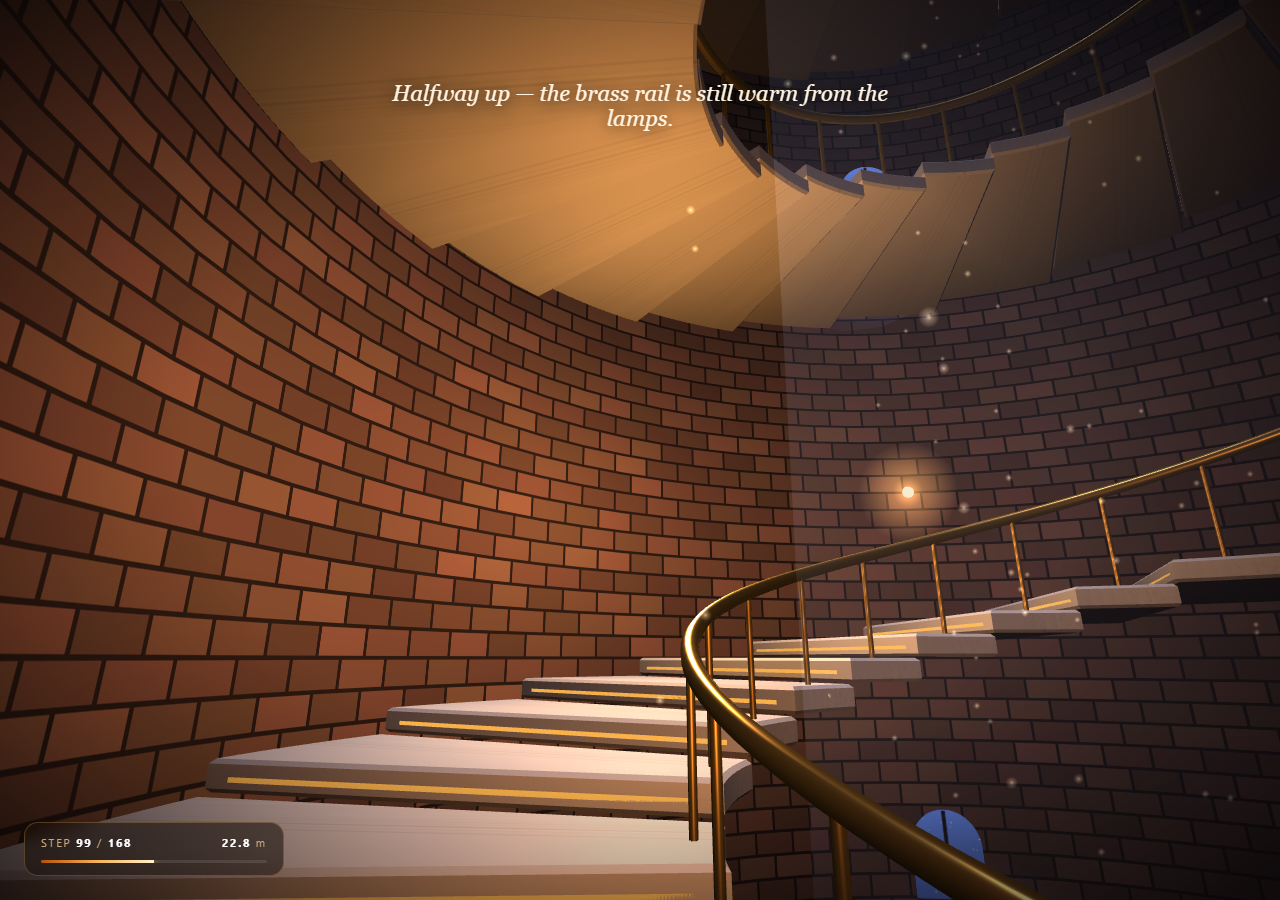 Halfway up — the brass rail is still warm from the
lamps.
STEP 99 / 168 22.8 m